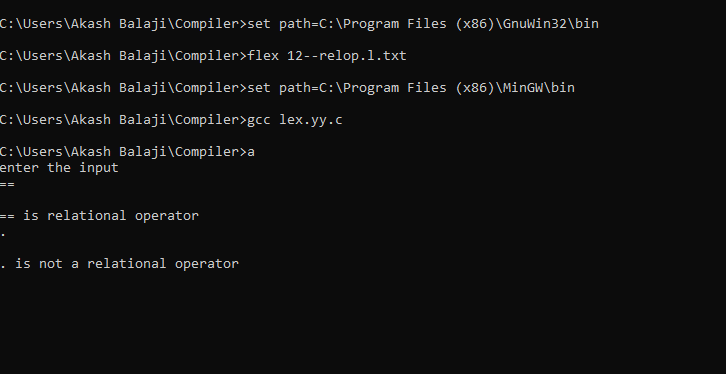 C:\Users\Akash Balaji\Compiler>set path=C:\Program Files (x86)\GnuWin32\bin
C:\Users\Akash Balaji\Compiler>flex 12--relop.l.txt
C:\Users\Akash Balaji\Compiler>set path=C:\Program Files (x86)\MinGW\bin
C:\Users\Akash Balaji\Compiler>gcc lex.yy.c
C:\Users\Akash Balaji\Compiler>a
enter the input
==
== is relational operator
.
. is not a relational operator